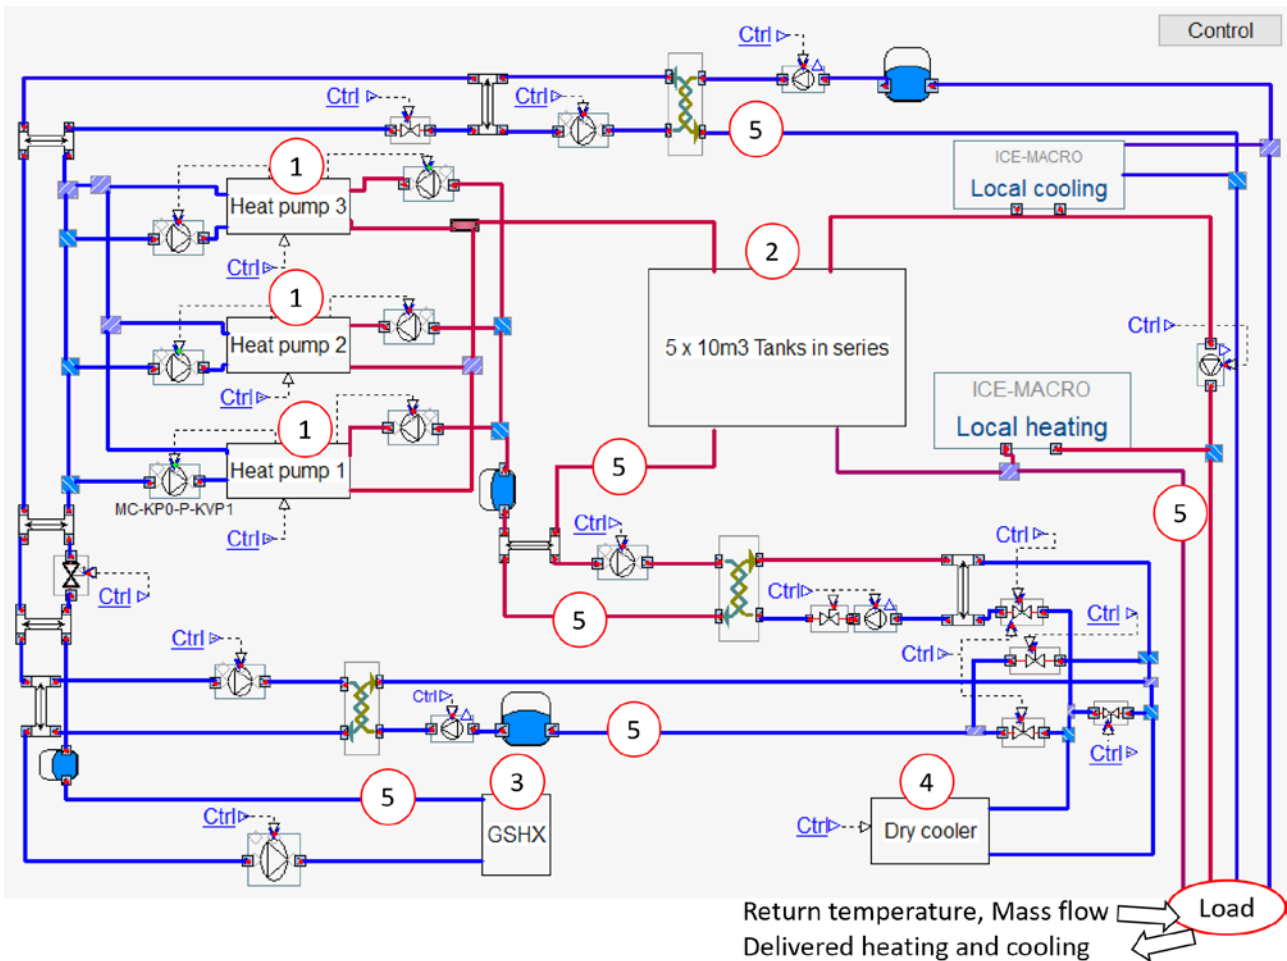 Control
Ctrl
Ctrl
Ctrl
5
ICE-MACRO
Local cooling
1
Heat pump 3
Ctrl
2
1
Heat pump 2
Ctrl
5 x 10m3 Tanks in series
Ctrl
ICE-MACRO
Local heating
1
Heat pump 1
MC-KP0-P-KVP1
Ctrl
5
5
Ctrl
Ctrl
Ctrl
Ctrl
Ctrl
5
Ctrl
Ctrl
Ctrl
5
Ctrl
3
GSHX
5
Ctrl
4
Dry cooler
Ctrl
Load
Return temperature, Mass flow
Delivered heating and cooling